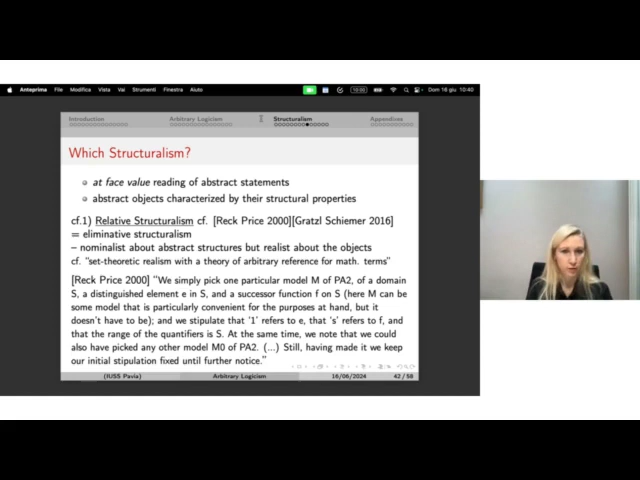 Anteprima File Modifica Vista Vai Strumenti Finestra Aiuto 10:00 Dom 16 giu 10:40
Introduction Arbitrary Logicism Structuralism Appendices
Which Structuralism?
at face value reading of abstract statements
abstract objects characterized by their structural properties
cf.1) Relative Structuralism cf. [Reck Price 2000][Gratzl Schiemer 2016]
= eliminative structuralism
– nominalist about abstract structures but realist about the objects
cf. "set-theoretic realism with a theory of arbitrary reference for math. terms"
[Reck Price 2000] "We simply pick one particular model M of PA2, of a domain
S, a distinguished element e in S, and a successor function f on S (here M can be
some model that is particularly convenient for the purposes at hand, but it
doesn't have to be); and we stipulate that '1' refers to e, that 's' refers to f, and
that the range of the quantifiers is S. At the same time, we note that we could
also have picked any other model M0 of PA2. (...) Still, having made it we keep
our initial stipulation fixed until further notice."
(IUSS Pavia) Arbitrary Logicism 16/06/2024 42 / 58